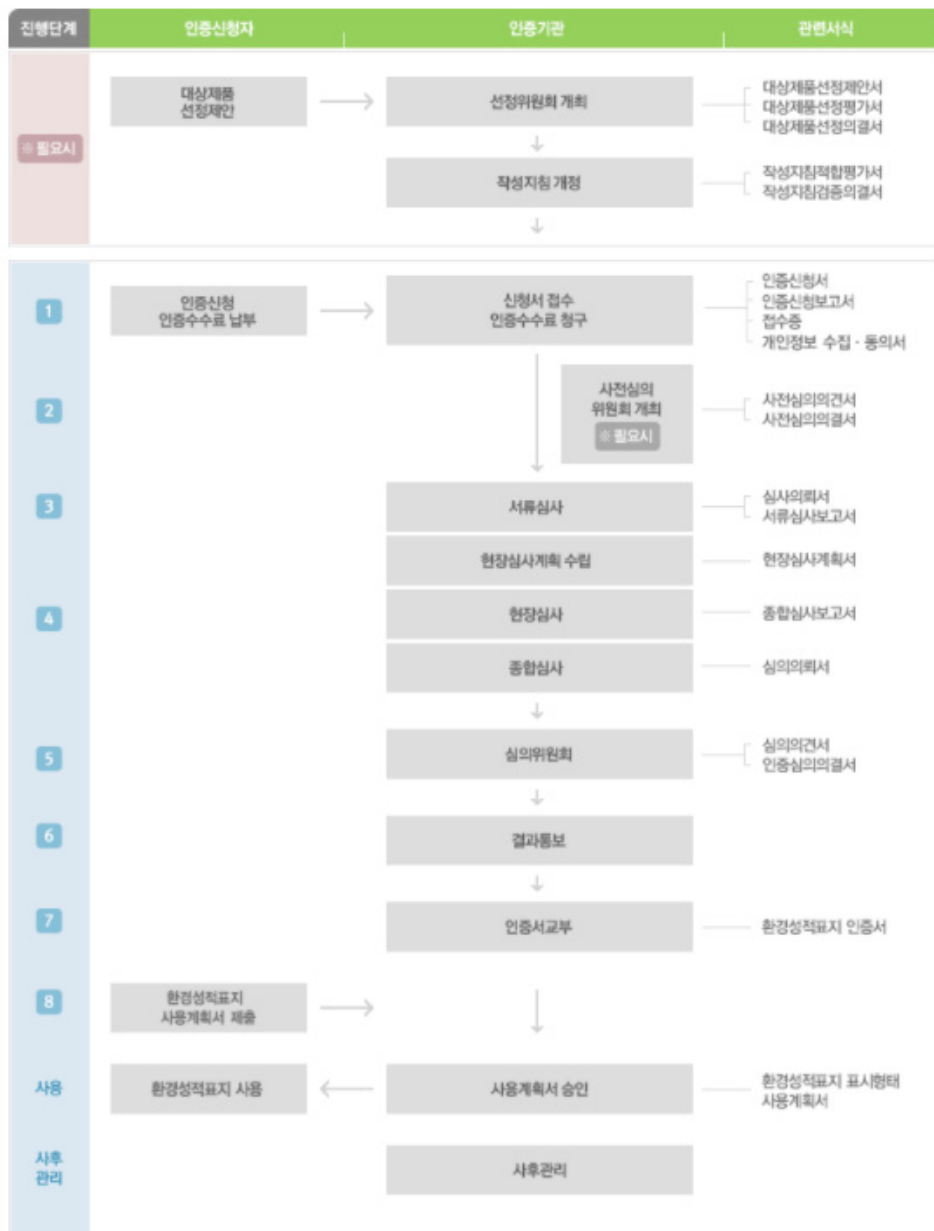 진행단계
인증신청자
인증기관
관련서식
※ 필요시
대상제품
선정제안
선정위원회 개최
대상제품선정제안서
대상제품선정평가서
대상제품선정의결서
작성지침 개정
작성지침적합평가서
작성지침검증의결서
1
인증신청
인증수수료 납부
신청서 접수
인증수수료 청구
인증신청서
인증신청보고서
접수증
개인정보 수집 · 동의서
2
사전심의
위원회 개최
※ 필요시
사전심의의견서
사전심의의결서
3
서류심사
심사의뢰서
서류심사보고서
현장심사계획 수립
현장심사계획서
4
현장심사
종합심사보고서
종합심사
심의의뢰서
5
심의위원회
심의의견서
인증심의의결서
6
결과통보
7
인증서교부
환경성적표지 인증서
8
환경성적표지
사용계획서 제출
사용
환경성적표지 사용
사용계획서 승인
환경성적표지 표시형태
사용계획서
사후
관리
사후관리